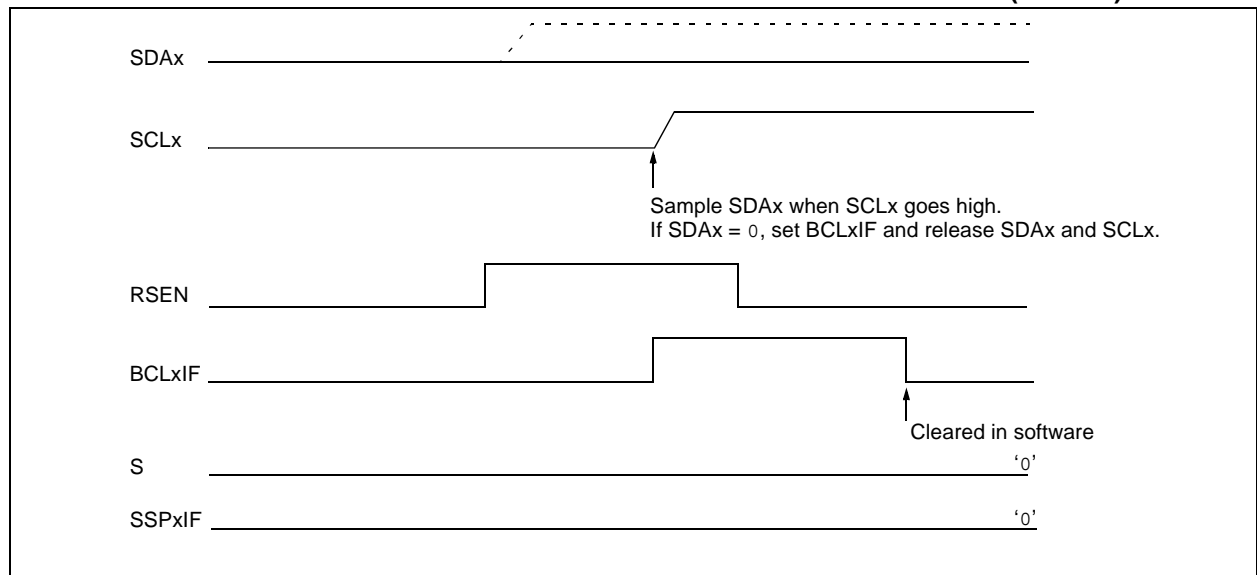 SDAx
SCLx
Sample SDAx when SCLx goes high.
If SDAx = 0, set BCLxIF and release SDAx and SCLx.
RSEN
BCLxIF
Cleared in software
S ‘0’
SSPxIF ‘0’